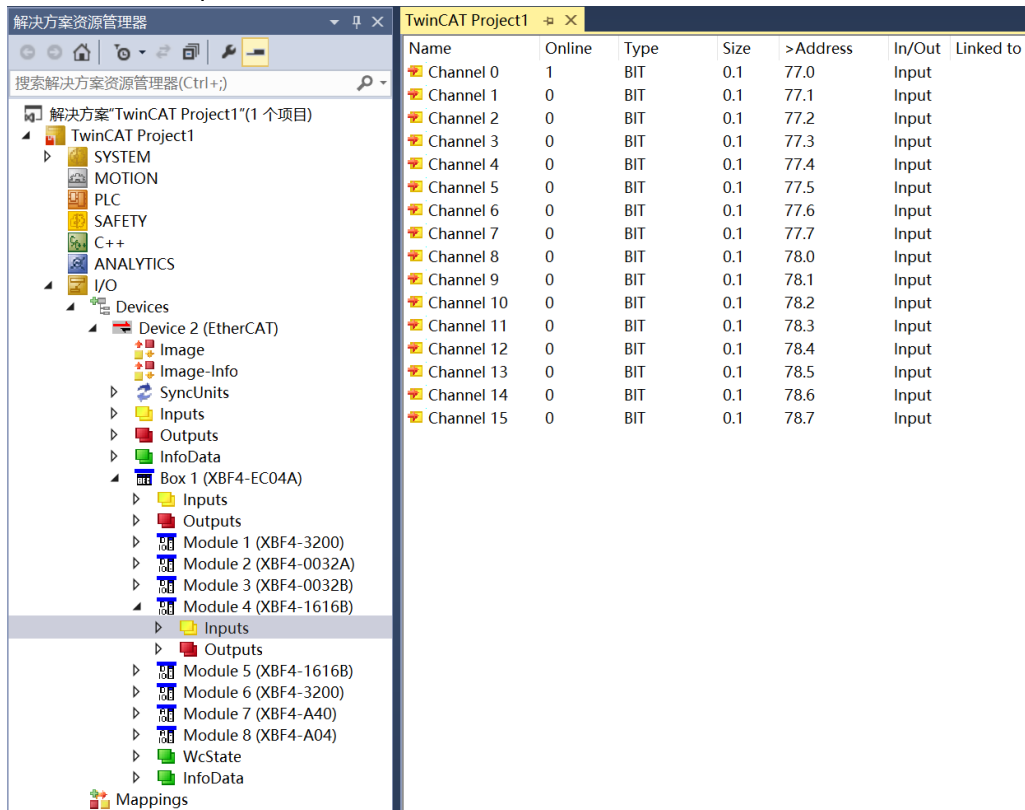 解决方案资源管理器
搜索解决方案资源管理器(Ctrl+;)
解决方案"TwinCAT Project1"(1 个项目)
TwinCAT Project1
SYSTEM
MOTION
PLC
SAFETY
C++
ANALYTICS
I/O
Devices
Device 2 (EtherCAT)
Image
Image-Info
SyncUnits
Inputs
Outputs
InfoData
Box 1 (XBF4-EC04A)
Inputs
Outputs
Module 1 (XBF4-3200)
Module 2 (XBF4-0032A)
Module 3 (XBF4-0032B)
Module 4 (XBF4-1616B)
Inputs
Outputs
Module 5 (XBF4-1616B)
Module 6 (XBF4-3200)
Module 7 (XBF4-A40)
Module 8 (XBF4-A04)
WcState
InfoData
Mappings
TwinCAT Project1
Name Online Type Size >Address In/Out Linked to
Channel 0 1 BIT 0.1 77.0 Input
Channel 1 0 BIT 0.1 77.1 Input
Channel 2 0 BIT 0.1 77.2 Input
Channel 3 0 BIT 0.1 77.3 Input
Channel 4 0 BIT 0.1 77.4 Input
Channel 5 0 BIT 0.1 77.5 Input
Channel 6 0 BIT 0.1 77.6 Input
Channel 7 0 BIT 0.1 77.7 Input
Channel 8 0 BIT 0.1 78.0 Input
Channel 9 0 BIT 0.1 78.1 Input
Channel 10 0 BIT 0.1 78.2 Input
Channel 11 0 BIT 0.1 78.3 Input
Channel 12 0 BIT 0.1 78.4 Input
Channel 13 0 BIT 0.1 78.5 Input
Channel 14 0 BIT 0.1 78.6 Input
Channel 15 0 BIT 0.1 78.7 Input